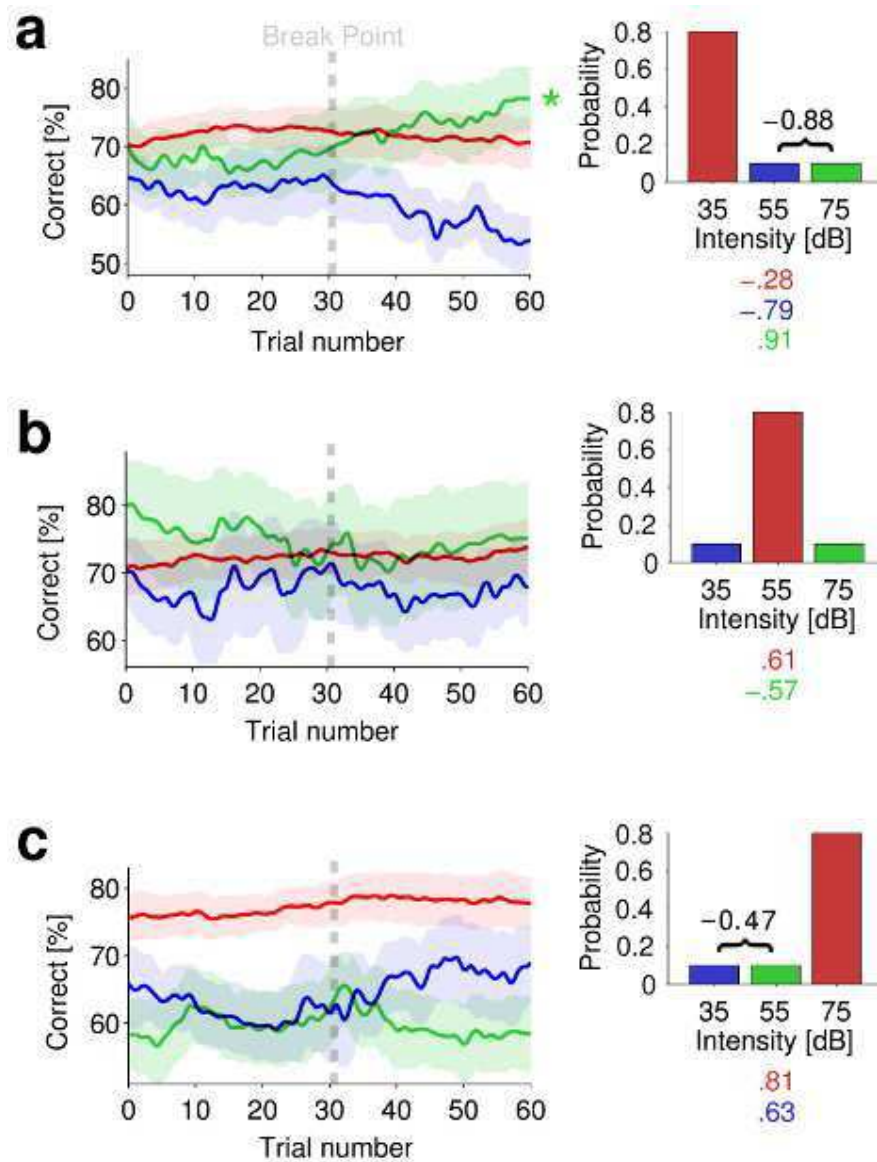 a
Break Point
Correct [%]
80
70
60
50
0 10 20 30 40 50 60
Trial number
*
Probability
0.8
0.6
0.4
0.2
0
−0.88
35 55 75
Intensity [dB]
−.28
−.79
.91
b
Correct [%]
80
70
60
0 10 20 30 40 50 60
Trial number
Probability
0.8
0.6
0.4
0.2
0
35 55 75
Intensity [dB]
.61
−.57
c
Correct [%]
80
70
60
0 10 20 30 40 50 60
Trial number
Probability
0.8
0.6
0.4
0.2
0
−0.47
35 55 75
Intensity [dB]
.81
.63